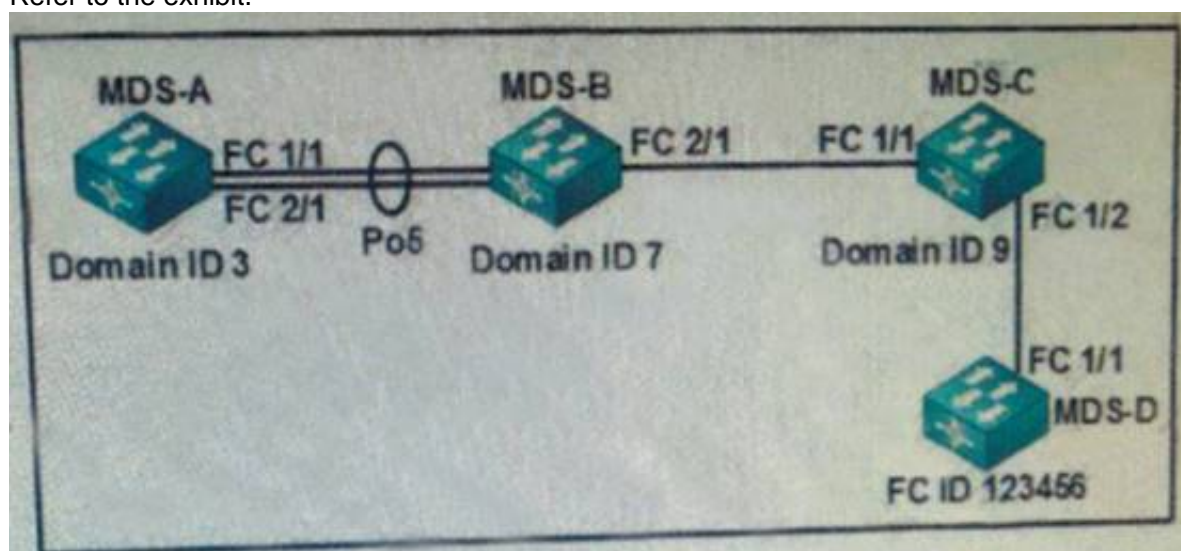 Refer to the exhibit.
MDS-A
MDS-B
MDS-C
FC 1/1
FC 2/1
FC 2/1
FC 1/1
FC 1/2
Po5
Domain ID 3
Domain ID 7
Domain ID 9
FC 1/1
MDS-D
FC ID 123456